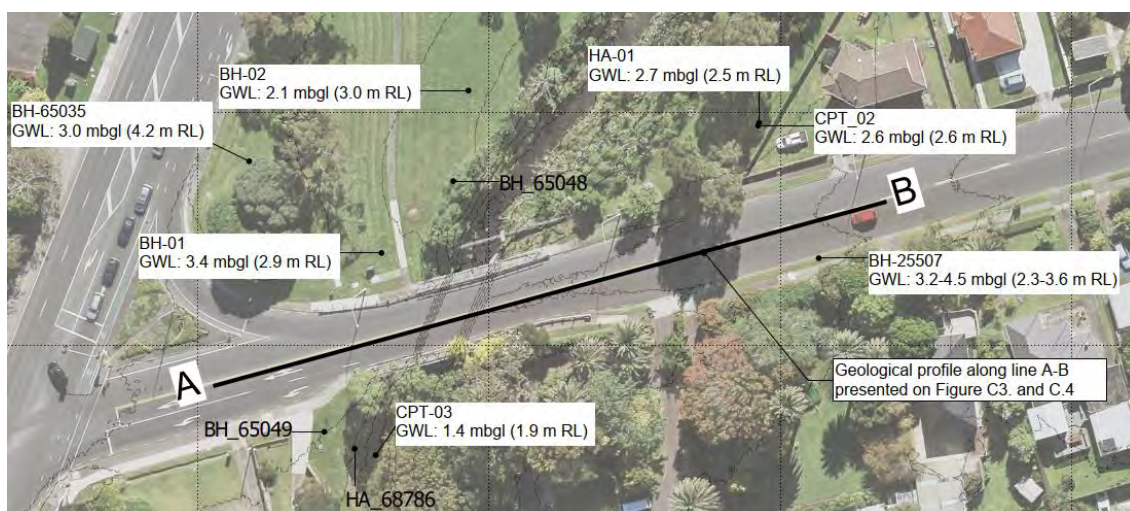 BH-02
GWL: 2.1 mbgl (3.0 m RL)
HA-01
GWL: 2.7 mbgl (2.5 m RL)
BH-65035
GWL: 3.0 mbgl (4.2 m RL)
CPT_02
GWL: 2.6 mbgl (2.6 m RL)
BH_65048
B
BH-01
GWL: 3.4 mbgl (2.9 m RL)
BH-25507
GWL: 3.2-4.5 mbgl (2.3-3.6 m RL)
A
Geological profile along line A-B
presented on Figure C3. and C.4
CPT-03
GWL: 1.4 mbgl (1.9 m RL)
BH_65049
HA_68786